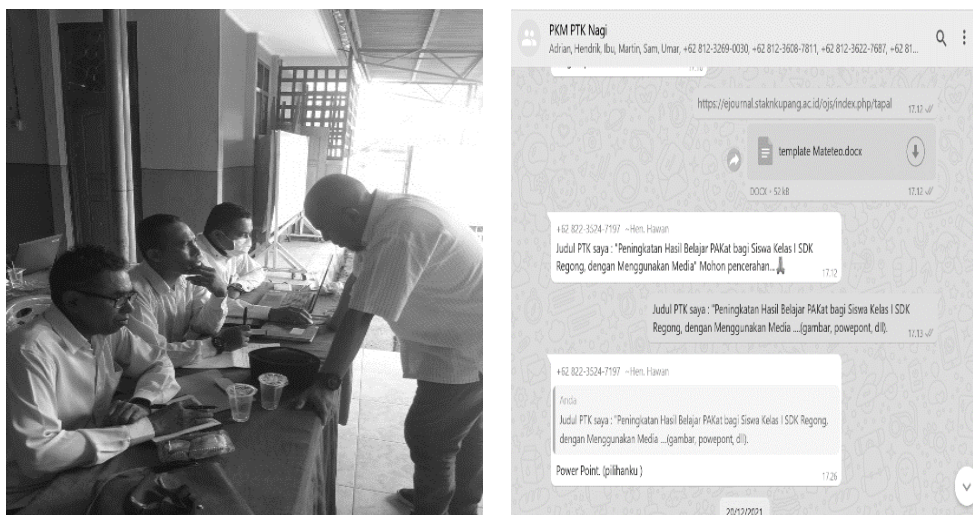 PKM PTK Nagi
Adrian, Hendrik, Ibu, Martin, Sam, Umar, +62 812-3269-0030, +62 812-3608-7811, +62 812-3622-7687, +62 81...
https://ejournal.staknkupang.ac.id/ojs/index.php/tapal
17.12
template Mateteo.docx
DOCX • 52 kB
17.12
+62 822-3524-7197 ~Hen. Hawan
Judul PTK saya : "Peningkatan Hasil Belajar PAKat bagi Siswa Kelas I SDK
Regong, dengan Menggunakan Media" Mohon pencerahan...
17.12
Judul PTK saya : "Peningkatan Hasil Belajar PAKat bagi Siswa Kelas I SDK
Regong, dengan Menggunakan Media ....(gambar, powepont, dll).
17.13
+62 822-3524-7197 ~Hen. Hawan
Anda
Judul PTK saya : "Peningkatan Hasil Belajar PAKat bagi Siswa Kelas I SDK Regong,
dengan Menggunakan Media ....(gambar, powepont, dll).
Power Point. (pilihanku )
17.26
20/12/2021